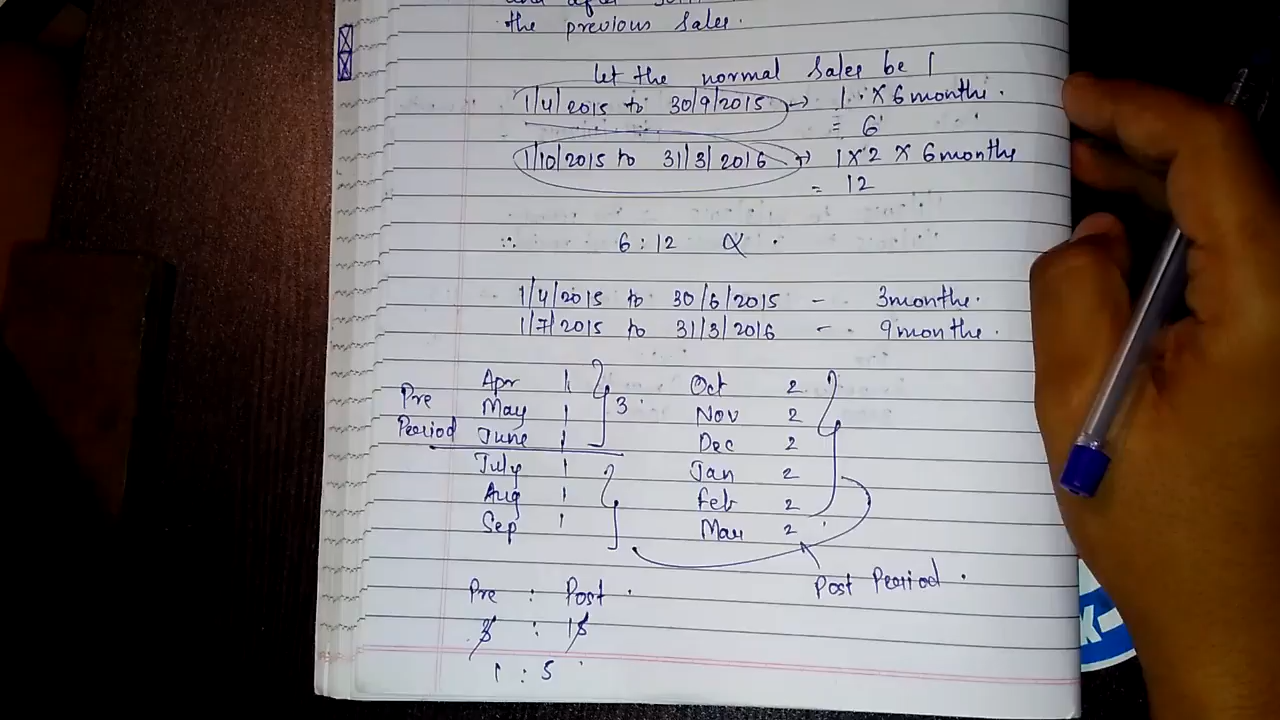 the previous Sales.
Let the normal Sales be 1
1/4/2015 to 30/9/2015 → 1 × 6 months.
= 6
1/10/2015 to 31/3/2016 → 1 × 2 × 6 months
= 12
∴ 6 : 12 X
1/4/2015 to 30/6/2015 - 3 months.
1/7/2015 to 31/3/2016 - 9 months.
Apr 1 Oct 2
Pre May 1 3 Nov 2
Period June 1 Dec 2
July 1 Jan 2
Aug 1 Feb 2
Sep 1 Mar 2
Post Period.
Pre : Post
3 : 15
1 : 5